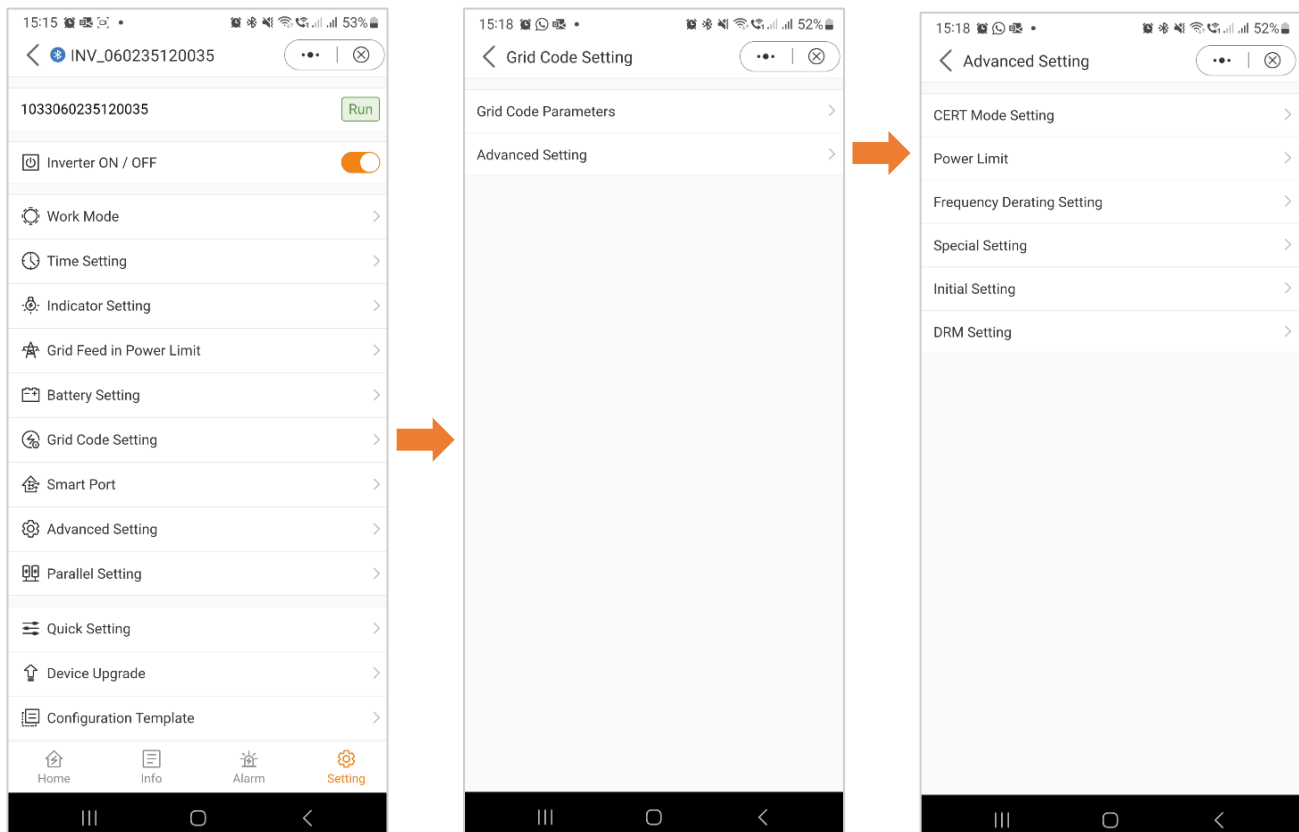 15:15
53%
INV_060235120035
1033060235120035
Run
Inverter ON / OFF
Work Mode
Time Setting
Indicator Setting
Grid Feed in Power Limit
Battery Setting
Grid Code Setting
Smart Port
Advanced Setting
Parallel Setting
Quick Setting
Device Upgrade
Configuration Template
Home
Info
Alarm
Setting
15:18
52%
Grid Code Setting
Grid Code Parameters
Advanced Setting
15:18
52%
Advanced Setting
CERT Mode Setting
Power Limit
Frequency Derating Setting
Special Setting
Initial Setting
DRM Setting